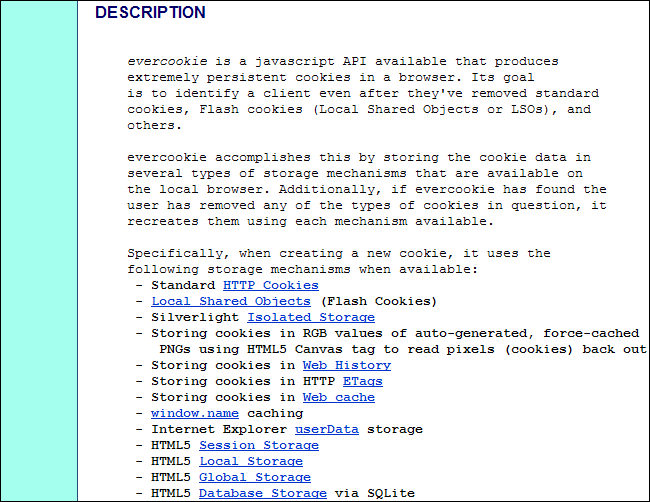 DESCRIPTION
evercookie is a javascript API available that produces
extremely persistent cookies in a browser. Its goal
is to identify a client even after they've removed standard
cookies, Flash cookies (Local Shared Objects or LSOs), and
others.
evercookie accomplishes this by storing the cookie data in
several types of storage mechanisms that are available on
the local browser. Additionally, if evercookie has found the
user has removed any of the types of cookies in question, it
recreates them using each mechanism available.
Specifically, when creating a new cookie, it uses the
following storage mechanisms when available:
- Standard HTTP Cookies
- Local Shared Objects (Flash Cookies)
- Silverlight Isolated Storage
- Storing cookies in RGB values of auto-generated, force-cached
PNGs using HTML5 Canvas tag to read pixels (cookies) back out
- Storing cookies in Web History
- Storing cookies in HTTP ETags
- Storing cookies in Web cache
- window.name caching
- Internet Explorer userData storage
- HTML5 Session Storage
- HTML5 Local Storage
- HTML5 Global Storage
- HTML5 Database Storage via SQLite